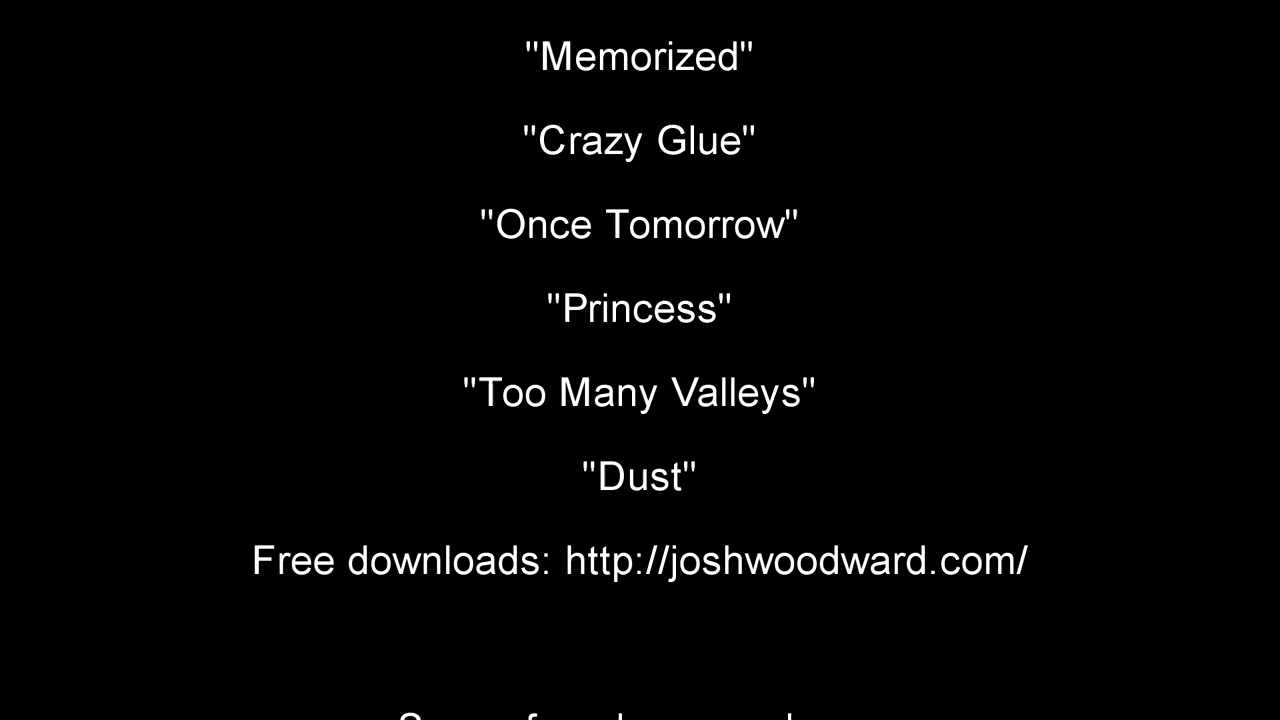 "Memorized"
"Crazy Glue"
"Once Tomorrow"
"Princess"
"Too Many Valleys"
"Dust"
Free downloads: http://joshwoodward.com/